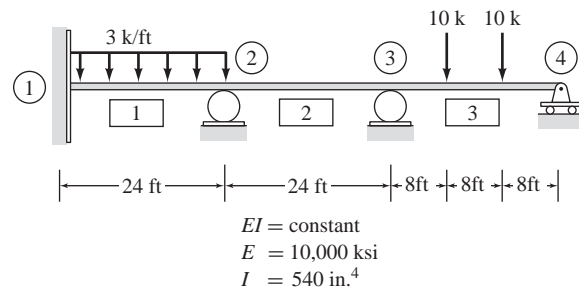 10 k 10 k
3 k/ft
2 3 4
1
1 2 3
24 ft 24 ft 8ft 8ft 8ft
EI = constant
E = 10,000 ksi
I = 540 in.⁴